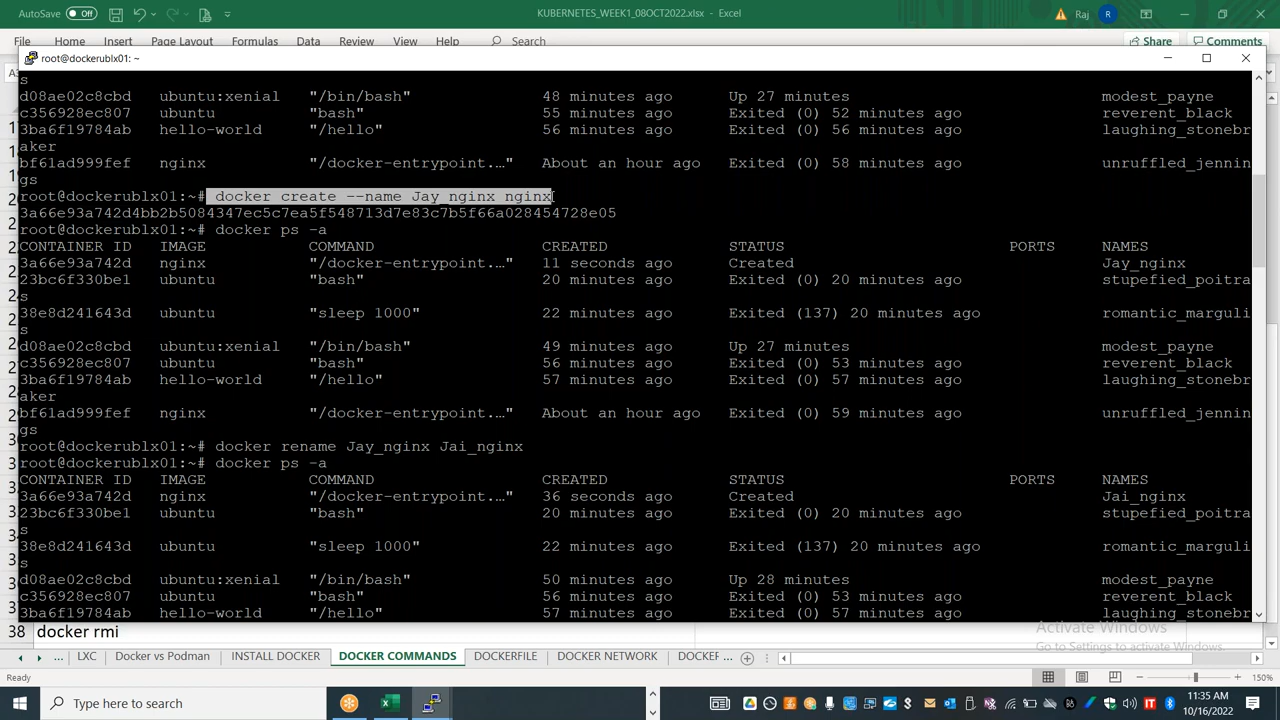 AutoSave Off KUBERNETES_WEEK1_08OCT2022.xlsx - Excel Raj R
File Home Insert Page Layout Formulas Data Review View Help Search Share Comments
root@dockerublx01: ~
s
d08ae02c8cbd ubuntu:xenial "/bin/bash" 48 minutes ago Up 27 minutes modest_payne
c356928ec807 ubuntu "bash" 55 minutes ago Exited (0) 52 minutes ago reverent_black
3ba6f19784ab hello-world "/hello" 56 minutes ago Exited (0) 56 minutes ago laughing_stonebr
aker
bf61ad999fef nginx "/docker-entrypoint.…" About an hour ago Exited (0) 58 minutes ago unruffled_jennin
gs
root@dockerublx01:~# docker create --name Jay_nginx nginx
3a66e93a742d4bb2b5084347ec5c7ea5f548713d7e83c7b5f66a028454728e05
root@dockerublx01:~# docker ps -a
CONTAINER ID IMAGE COMMAND CREATED STATUS PORTS NAMES
3a66e93a742d nginx "/docker-entrypoint.…" 11 seconds ago Created Jay_nginx
23bc6f330be1 ubuntu "bash" 20 minutes ago Exited (0) 20 minutes ago stupefied_poitra
s
38e8d241643d ubuntu "sleep 1000" 22 minutes ago Exited (137) 20 minutes ago romantic_marguli
s
d08ae02c8cbd ubuntu:xenial "/bin/bash" 49 minutes ago Up 27 minutes modest_payne
c356928ec807 ubuntu "bash" 56 minutes ago Exited (0) 53 minutes ago reverent_black
3ba6f19784ab hello-world "/hello" 57 minutes ago Exited (0) 57 minutes ago laughing_stonebr
aker
bf61ad999fef nginx "/docker-entrypoint.…" About an hour ago Exited (0) 59 minutes ago unruffled_jennin
gs
root@dockerublx01:~# docker rename Jay_nginx Jai_nginx
root@dockerublx01:~# docker ps -a
CONTAINER ID IMAGE COMMAND CREATED STATUS PORTS NAMES
3a66e93a742d nginx "/docker-entrypoint.…" 36 seconds ago Created Jai_nginx
23bc6f330be1 ubuntu "bash" 20 minutes ago Exited (0) 20 minutes ago stupefied_poitra
s
38e8d241643d ubuntu "sleep 1000" 22 minutes ago Exited (137) 20 minutes ago romantic_marguli
s
d08ae02c8cbd ubuntu:xenial "/bin/bash" 50 minutes ago Up 28 minutes modest_payne
c356928ec807 ubuntu "bash" 56 minutes ago Exited (0) 53 minutes ago reverent_black
3ba6f19784ab hello-world "/hello" 57 minutes ago Exited (0) 57 minutes ago laughing_stonebr
Activate Windows
38 docker rmi
Go to Settings to activate Windows.
... LXC Docker vs Podman INSTALL DOCKER DOCKER COMMANDS DOCKERFILE DOCKER NETWORK DOCKER ...
Ready 150%
Type here to search 11:35 AM
10/16/2022